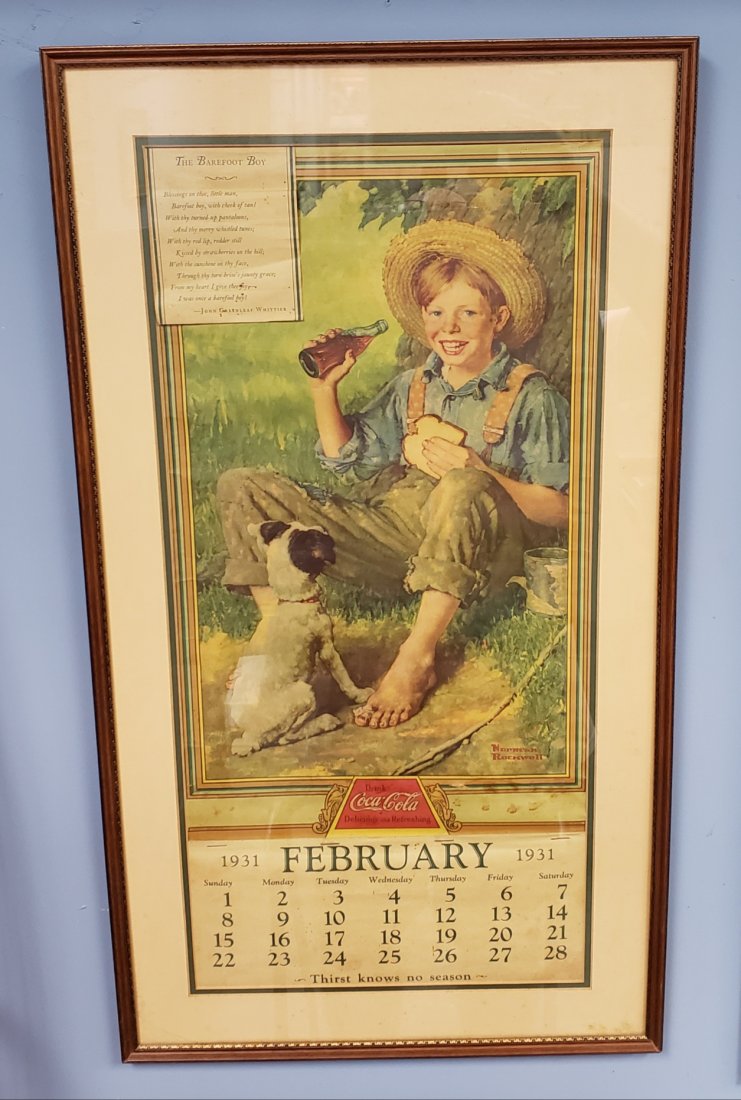 THE BAREFOOT BOY
Blessings on thee, little man,
Barefoot boy, with cheek of tan!
With thy turned-up pantaloons,
And thy merry whistled tunes;
With thy red lip, redder still
Kissed by strawberries on the hill;
With the sunshine on thy face,
Through thy torn brim's jaunty grace;
From my heart I give thee joy—
I was once a barefoot boy!
—JOHN GREENLEAF WHITTIER
NORMAN
ROCKWELL
Drink
Coca-Cola
Delicious and Refreshing
1931 FEBRUARY 1931
Sunday Monday Tuesday Wednesday Thursday Friday Saturday
1 2 3 4 5 6 7
8 9 10 11 12 13 14
15 16 17 18 19 20 21
22 23 24 25 26 27 28
~ Thirst knows no season ~